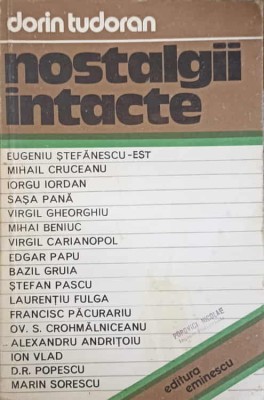 dorin tudoran
nostalgii
intacte
EUGENIU ŞTEFĂNESCU-EST
MIHAIL CRUCEANU
IORGU IORDAN
SAŞA PANĂ
VIRGIL GHEORGHIU
MIHAI BENIUC
VIRGIL CARIANOPOL
EDGAR PAPU
BAZIL GRUIA
ŞTEFAN PASCU
LAURENŢIU FULGA
FRANCISC PĂCURARIU
OV. S. CROHMĂLNICEANU
ALEXANDRU ANDRIŢOIU
ION VLAD
D.R. POPESCU
MARIN SORESCU
editura
eminescu